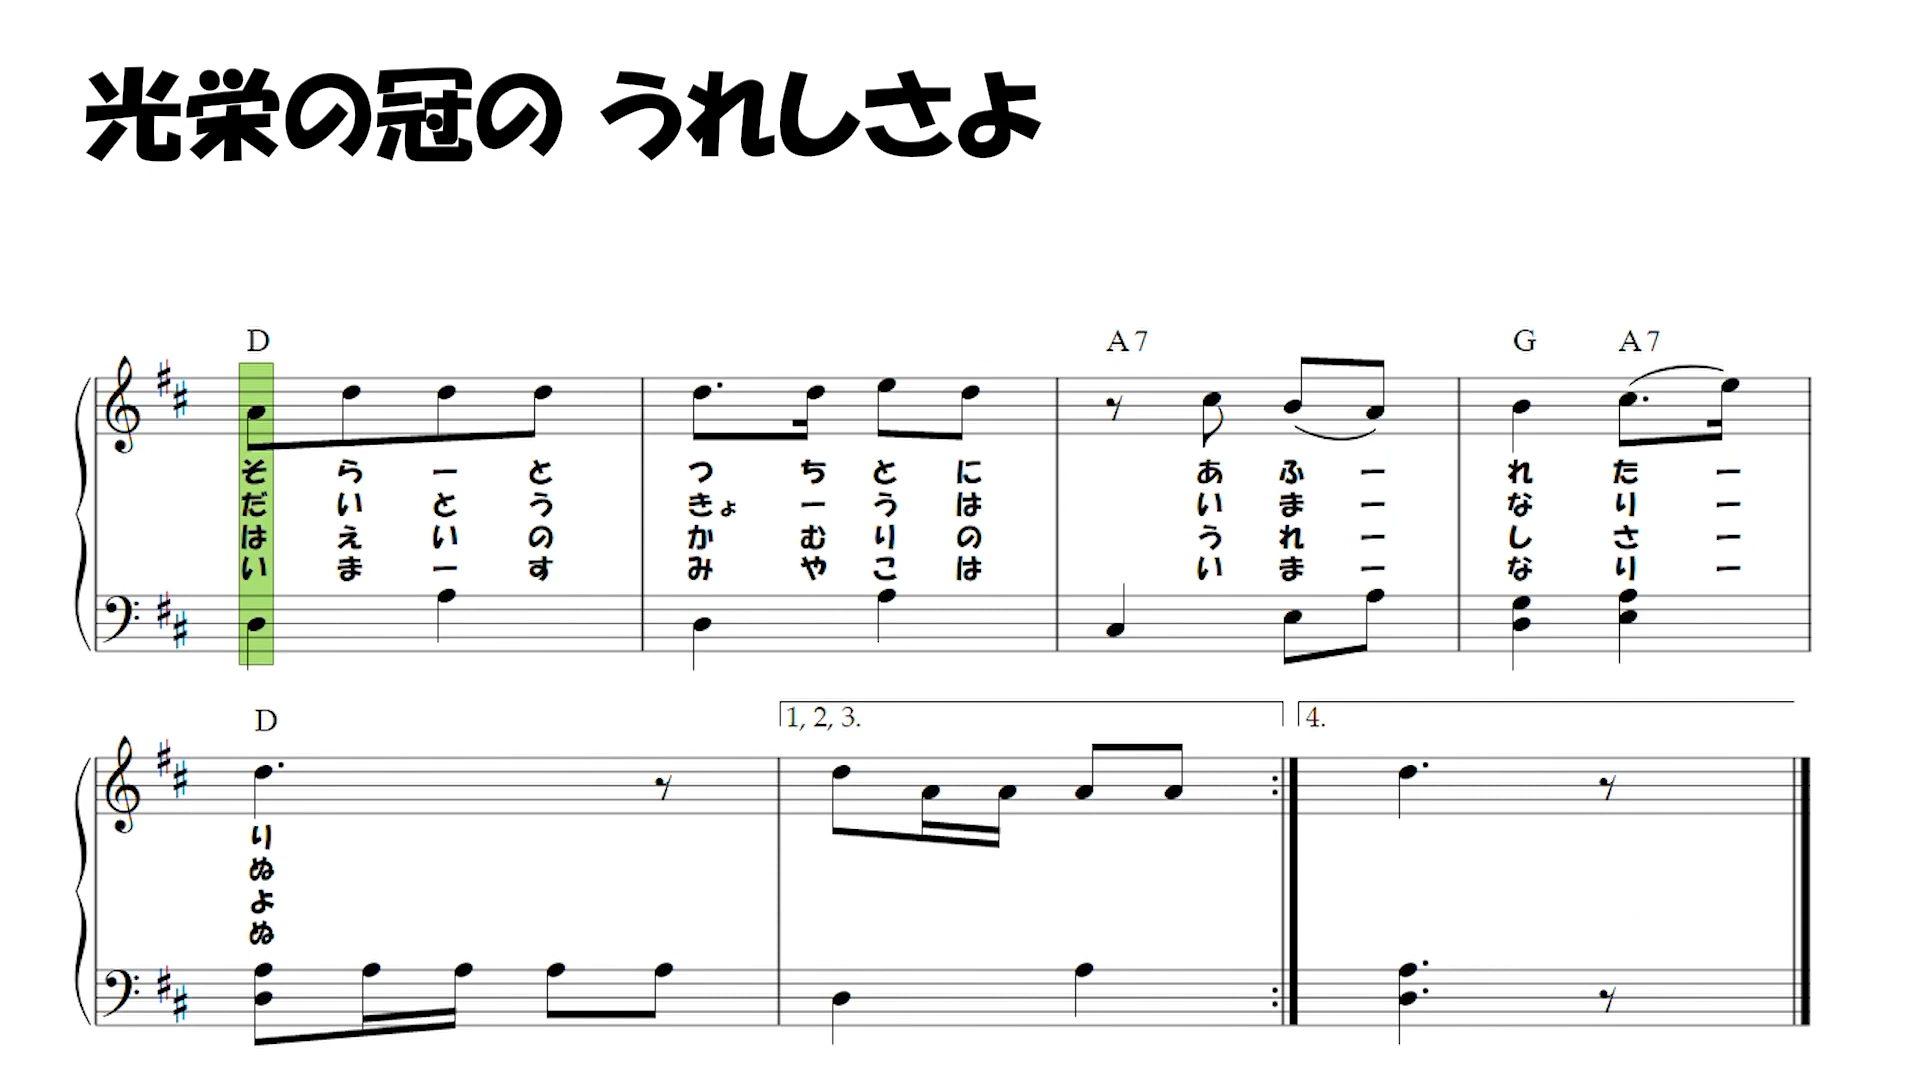 光栄の冠の うれしさよ
D A7 G A7
そ ら ー と つ ち と に あ ふ ー れ た ー
だ い と う きょ ー う は い ま ー な り ー
は え い の か む り の う れ ー し さ ー
い ま ー す み や こ は い ま ー な り ー
D 1, 2, 3. 4.
り
ぬ
よ
ぬ